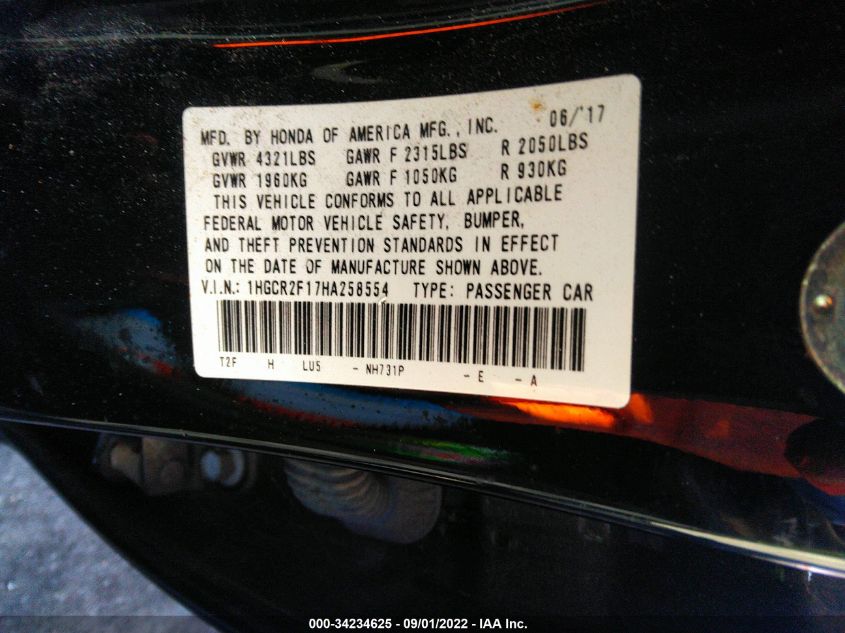 MFD. BY HONDA OF AMERICA MFG., INC. 06/'17
GVWR 4321LBS GAWR F 2315LBS R 2050LBS
GVWR 1960KG GAWR F 1050KG R 930KG
THIS VEHICLE CONFORMS TO ALL APPLICABLE
FEDERAL MOTOR VEHICLE SAFETY, BUMPER,
AND THEFT PREVENTION STANDARDS IN EFFECT
ON THE DATE OF MANUFACTURE SHOWN ABOVE.
V.I.N.: 1HGCR2F17HA258554 TYPE: PASSENGER CAR
T2F H LU5 - NH731P - E - A
000-34234625 - 09/01/2022 - IAA Inc.